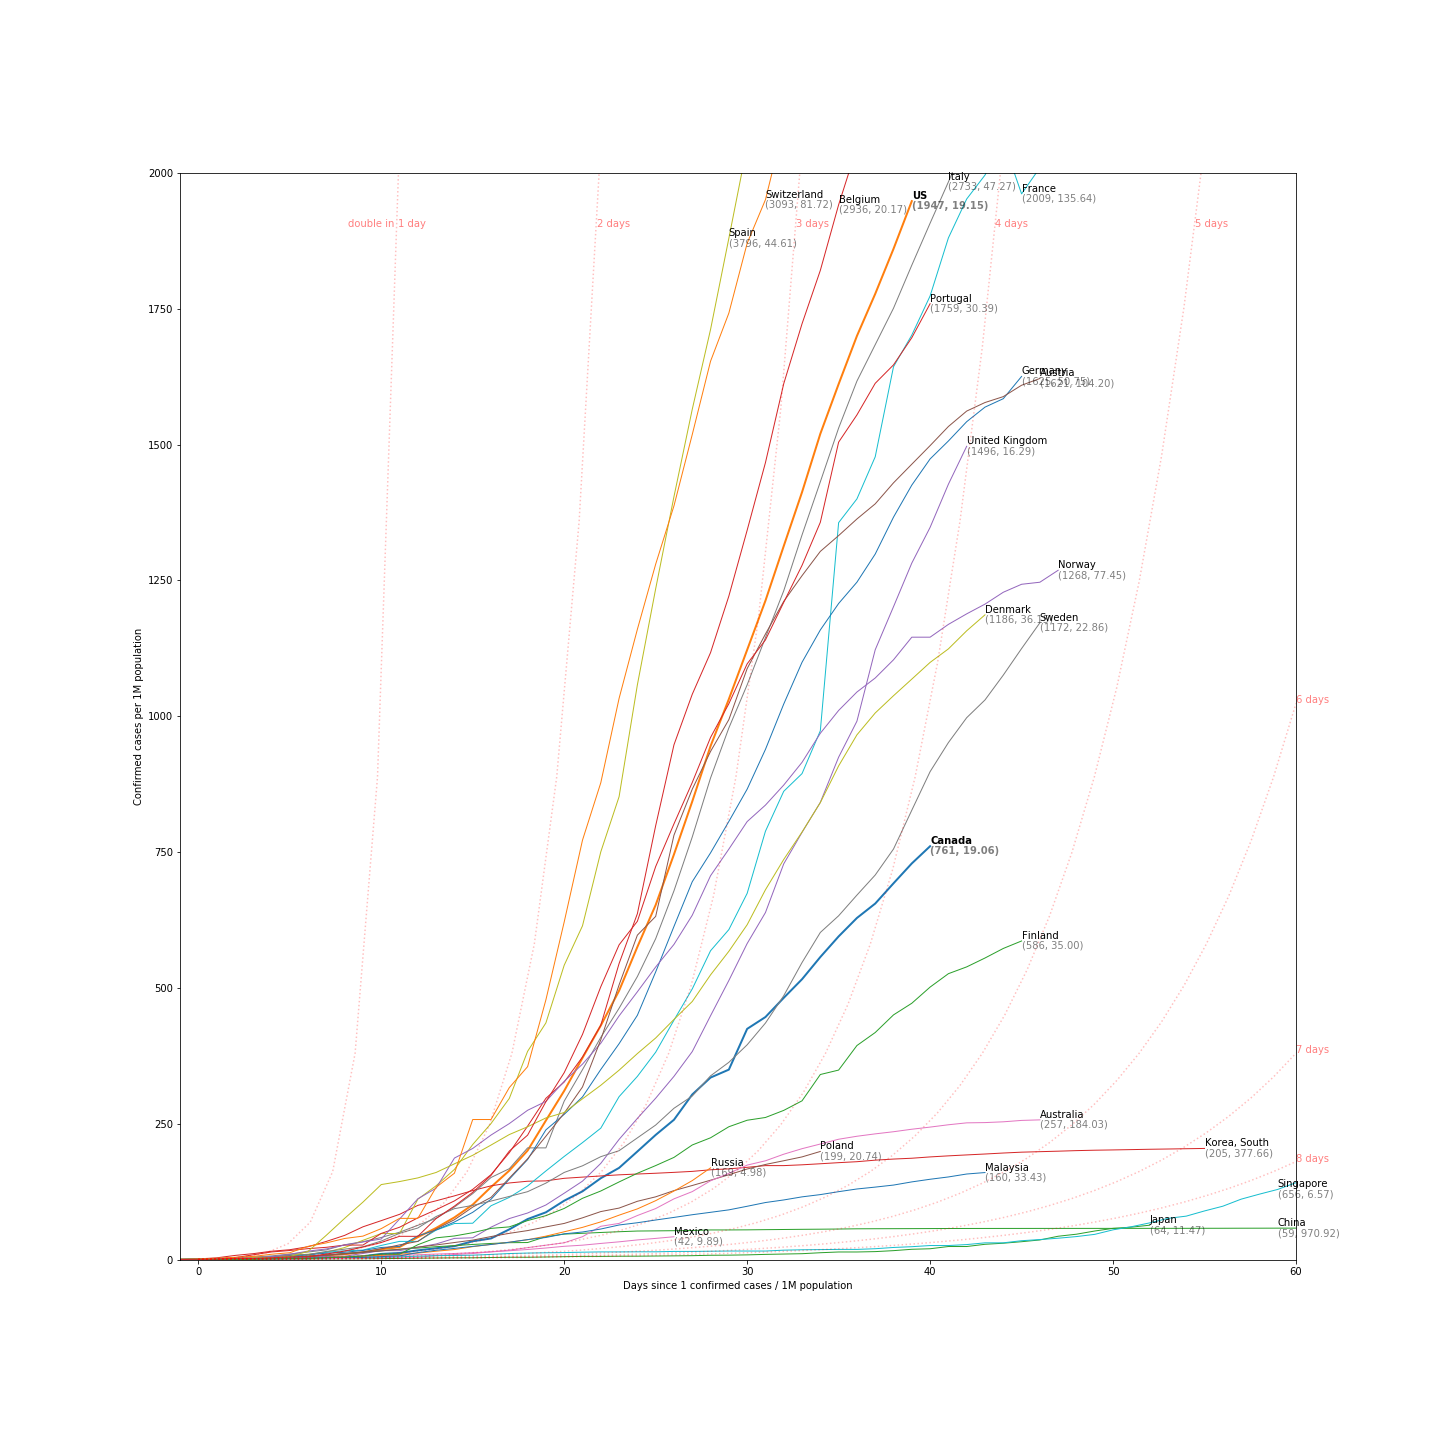 2000
Italy
(2733, 47.27)
Switzerland
(3093, 81.72)
Belgium
(2936, 20.17)
US
(1947, 19.15)
France
(2009, 135.64)
double in 1 day
2 days
3 days
4 days
5 days
Spain
(3796, 44.61)
Portugal
(1759, 30.39)
1750
Germany
Austria
(1621, 104.20)
United Kingdom
(1496, 16.29)
1500
Norway
(1268, 77.45)
1250
Denmark
(1186,
Sweden
(1172, 22.86)
6 days
1000
Confirmed cases per 1M population
Canada
(761, 19.06)
750
Finland
(586, 35.00)
500
7 days
Australia
(257, 184.03)
250
Korea, South
(205, 377.66)
Poland
(199, 20.74)
8 days
Russia
(169, 4.98)
Malaysia
(160, 33.43)
Singapore
(656, 6.57)
Japan
(64, 11.47)
China
(59, 970.92)
Mexico
(42, 9.89)
0
0 10 20 30 40 50 60
Days since 1 confirmed cases / 1M population